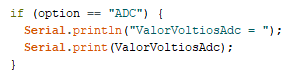 if (option == "ADC") {
  Serial.println("ValorVoltiosAdc = ");
  Serial.print(ValorVoltiosAdc);
}